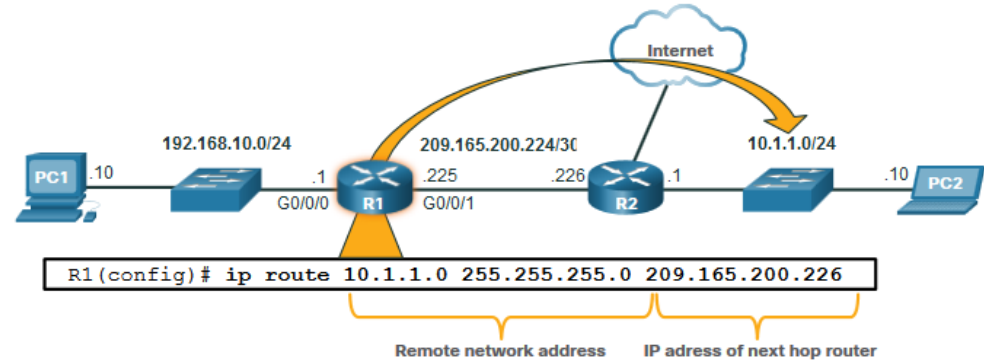 Internet
192.168.10.0/24
209.165.200.224/30
10.1.1.0/24
PC1
.10
.1
G0/0/0
R1
.225
G0/0/1
.226
R2
.1
.10
PC2
R1(config)# ip route 10.1.1.0 255.255.255.0 209.165.200.226
Remote network address
IP adress of next hop router